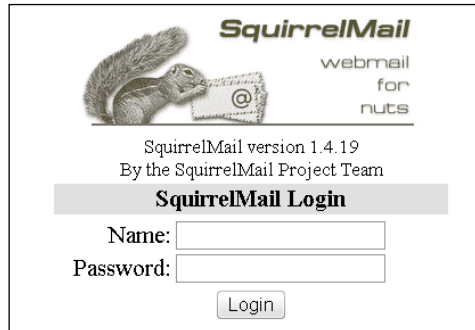 SquirrelMail
webmail
for
nuts
@
SquirrelMail version 1.4.19
By the SquirrelMail Project Team
SquirrelMail Login
Name:
Password:
Login